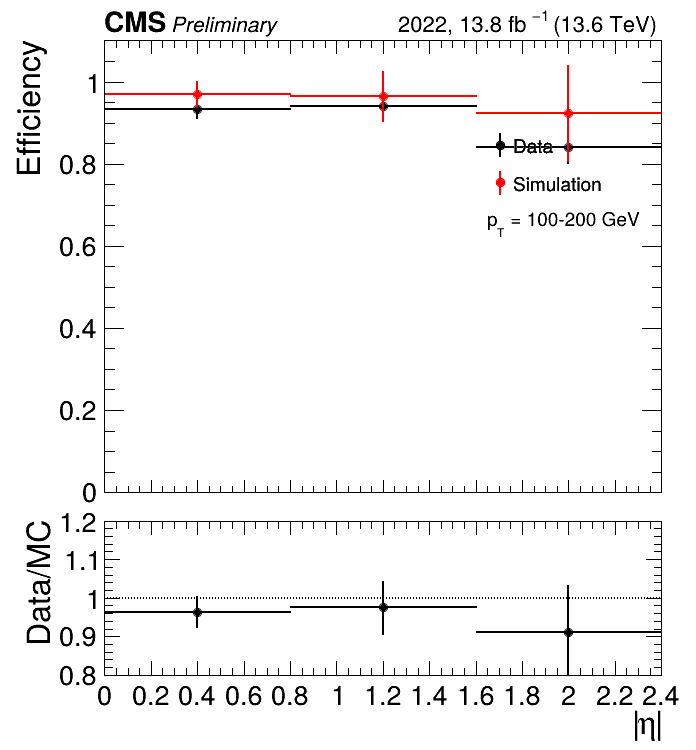 CMS Preliminary 2022, 13.8 fb⁻¹ (13.6 TeV)
Efficiency
1
0.8
0.6
0.4
0.2
0
Data
Simulation
p_T = 100-200 GeV
Data/MC
1.2
1.1
1
0.9
0.8
0 0.2 0.4 0.6 0.8 1 1.2 1.4 1.6 1.8 2 2.2 2.4
|η|